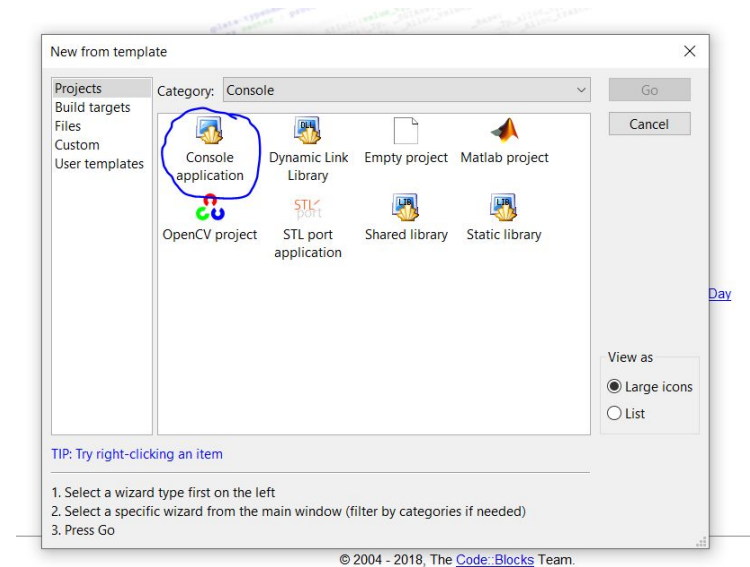 New from template
Projects
Build targets
Files
Custom
User templates
Category: Console
Go
Cancel
Console
application
Dynamic Link
Library
Empty project
Matlab project
OpenCV project
STL port
application
Shared library
Static library
Day
View as
Large icons
List
TIP: Try right-clicking an item
1. Select a wizard type first on the left
2. Select a specific wizard from the main window (filter by categories if needed)
3. Press Go
© 2004 - 2018, The Code::Blocks Team.